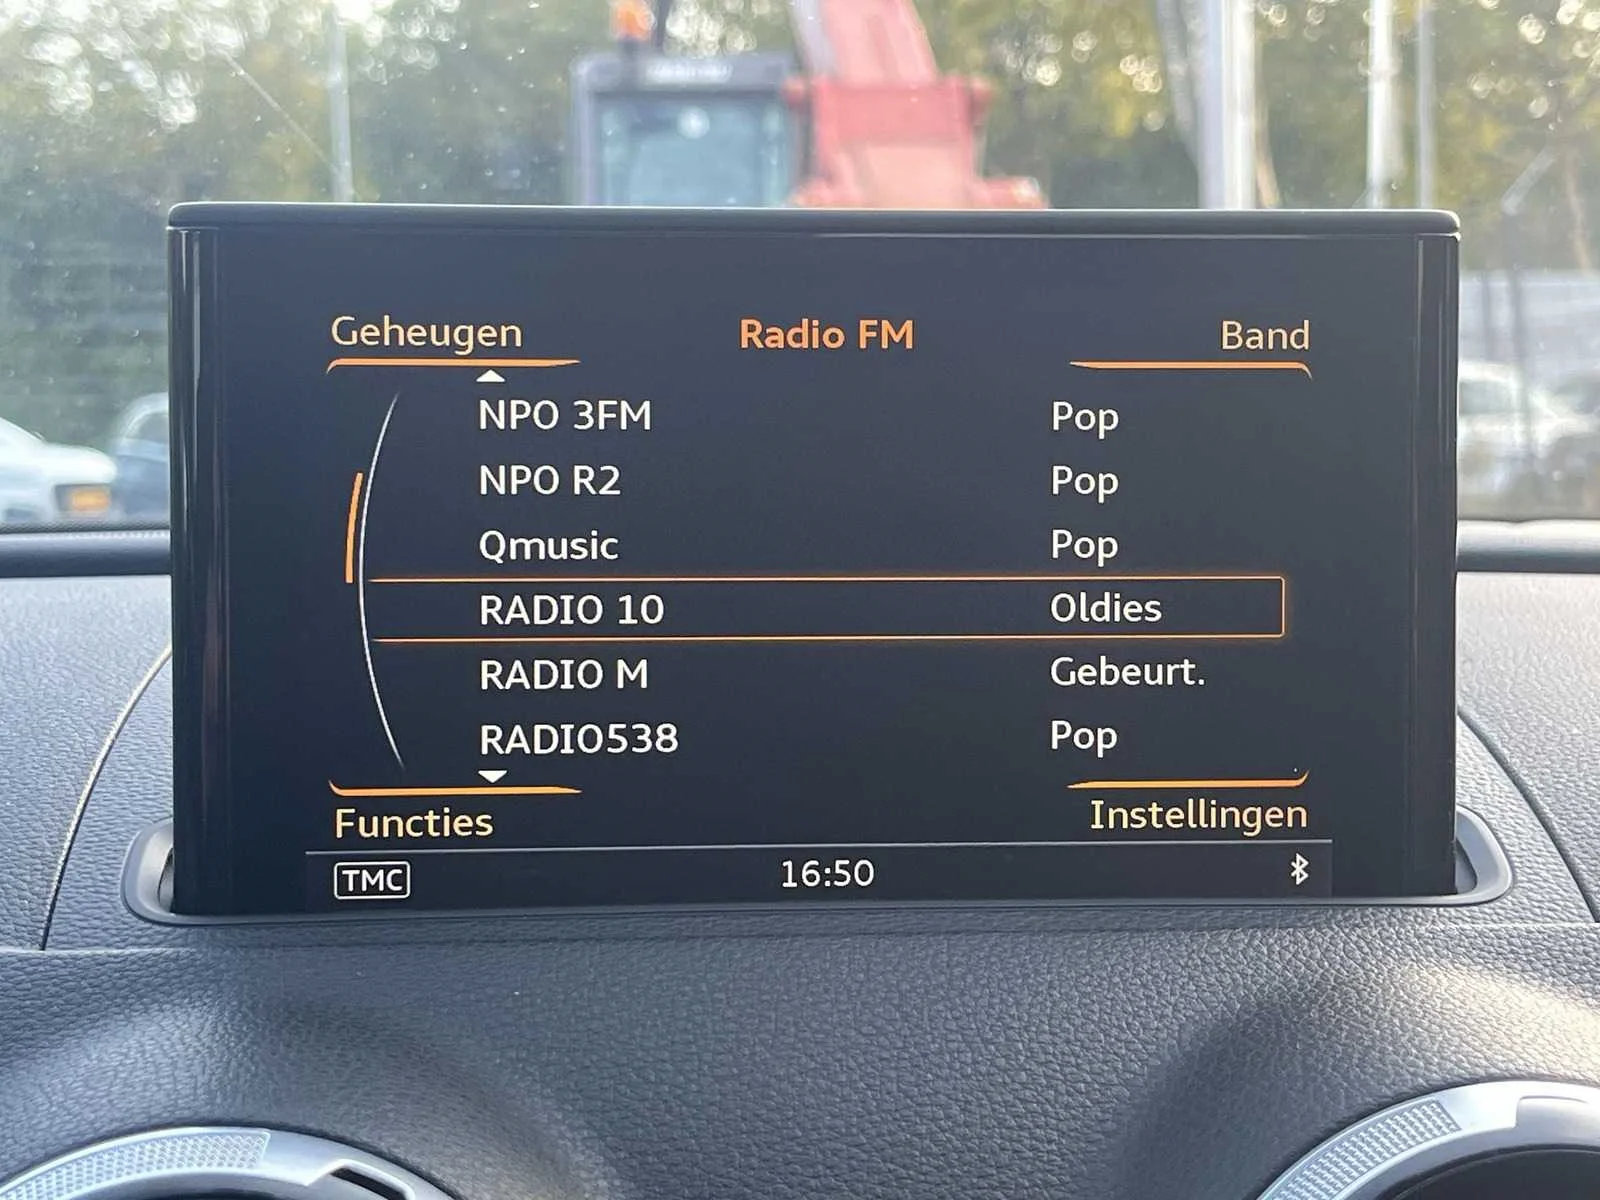 Geheugen Radio FM Band
NPO 3FM Pop
NPO R2 Pop
Qmusic Pop
RADIO 10 Oldies
RADIO M Gebeurt.
RADIO538 Pop
Functies Instellingen
TMC 16:50